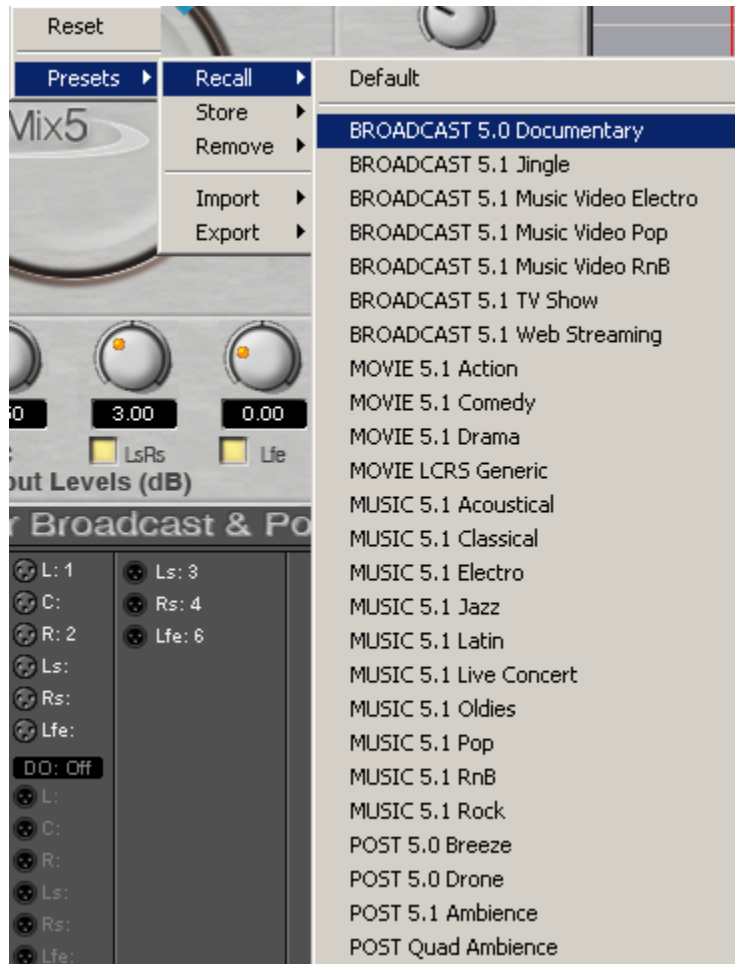 Reset
Presets
Recall
Store
Remove
Import
Export
Default
BROADCAST 5.0 Documentary
BROADCAST 5.1 Jingle
BROADCAST 5.1 Music Video Electro
BROADCAST 5.1 Music Video Pop
BROADCAST 5.1 Music Video RnB
BROADCAST 5.1 TV Show
BROADCAST 5.1 Web Streaming
MOVIE 5.1 Action
MOVIE 5.1 Comedy
MOVIE 5.1 Drama
MOVIE LCRS Generic
MUSIC 5.1 Acoustical
MUSIC 5.1 Classical
MUSIC 5.1 Electro
MUSIC 5.1 Jazz
MUSIC 5.1 Latin
MUSIC 5.1 Live Concert
MUSIC 5.1 Oldies
MUSIC 5.1 Pop
MUSIC 5.1 RnB
MUSIC 5.1 Rock
POST 5.0 Breeze
POST 5.0 Drone
POST 5.1 Ambience
POST Quad Ambience
Mix5
3.00 0.00
LsRs Lfe
Levels (dB)
Broadcast &
L: 1
C:
R: 2
Ls:
Rs:
Lfe:
DO: Off
L:
C:
R:
Ls:
Rs:
Lfe:
Ls: 3
Rs: 4
Lfe: 6